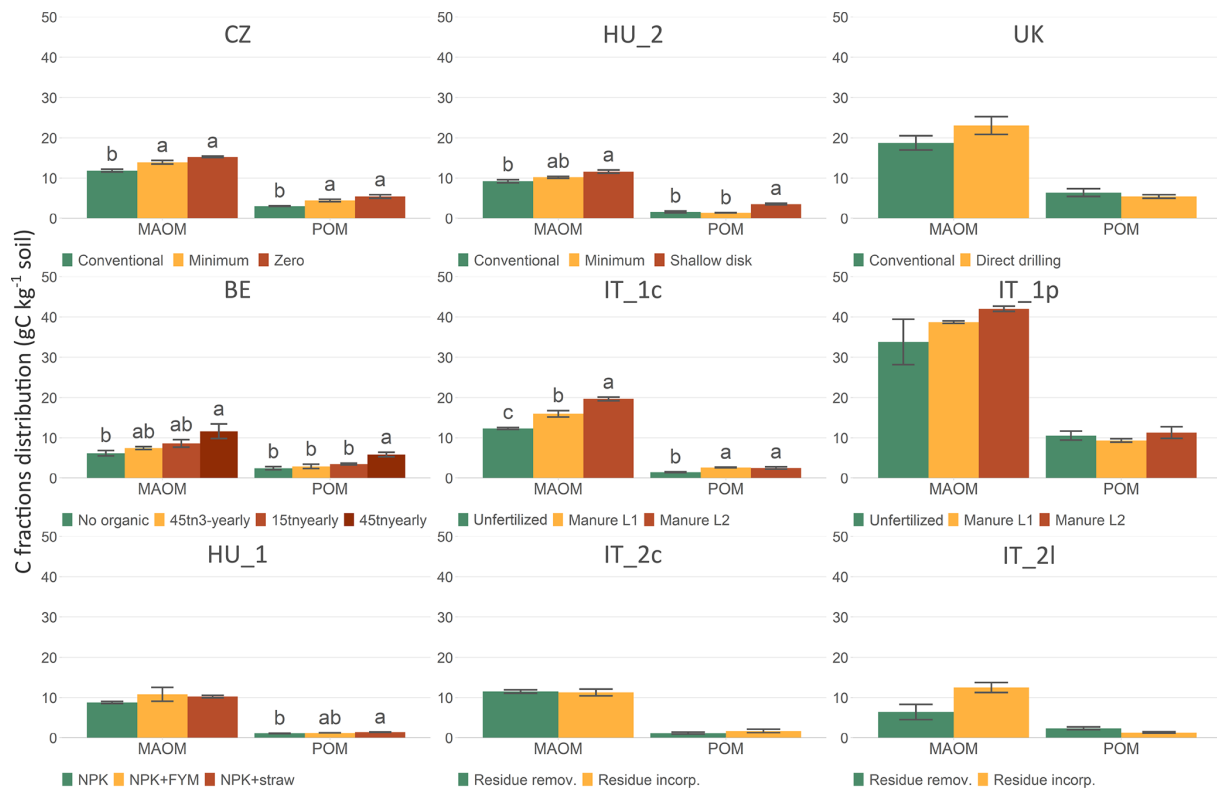 C fractions distribution (gC kg⁻¹ soil)
CZ
50
40
30
20
10
0
b a a
b a a
MAOM POM
Conventional Minimum Zero
HU_2
50
40
30
20
10
0
b ab a
b b a
MAOM POM
Conventional Minimum Shallow disk
UK
50
40
30
20
10
0
MAOM POM
Conventional Direct drilling
BE
50
40
30
20
10
0
b ab ab a
b b b a
MAOM POM
No organic 45tn3-yearly 15tnyearly 45tnyearly
IT_1c
50
40
30
20
10
0
c b a
b a a
MAOM POM
Unfertilized Manure L1 Manure L2
IT_1p
50
40
30
20
10
0
MAOM POM
Unfertilized Manure L1 Manure L2
HU_1
50
40
30
20
10
0
b ab a
MAOM POM
NPK NPK+FYM NPK+straw
IT_2c
50
40
30
20
10
0
MAOM POM
Residue remov. Residue incorp.
IT_2l
50
40
30
20
10
0
MAOM POM
Residue remov. Residue incorp.